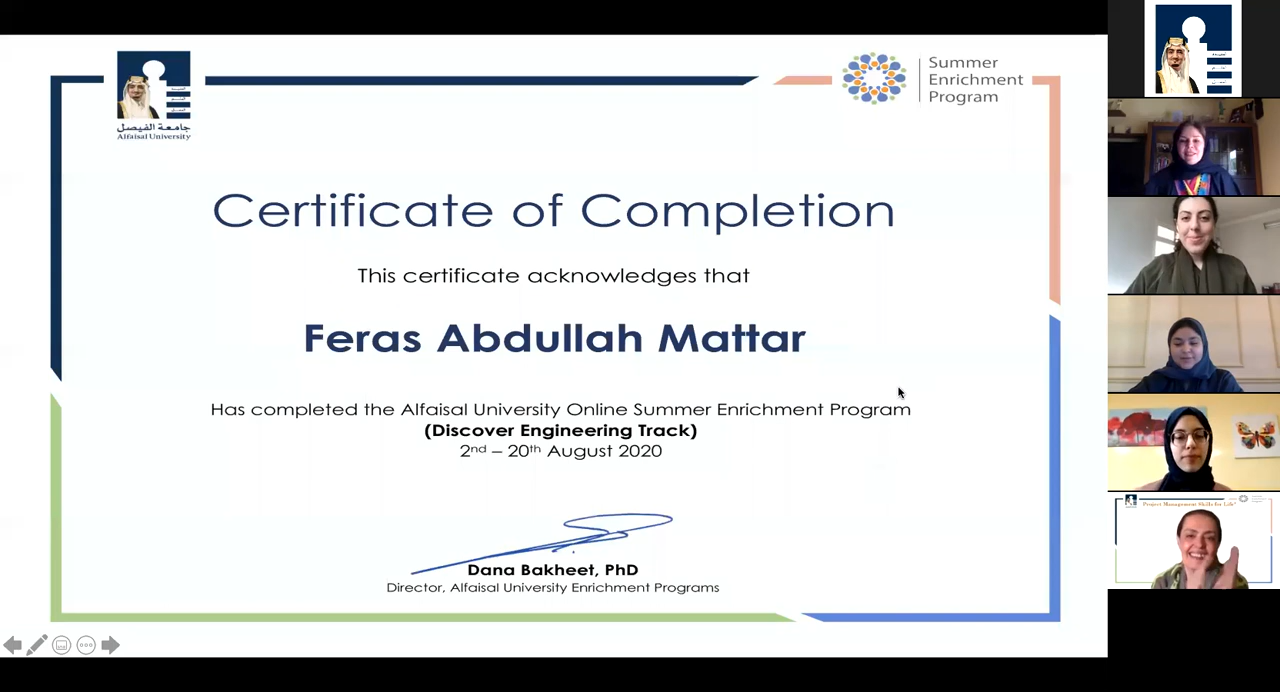 جامعة الفيصل
Alfaisal University
Summer
Enrichment
Program
Certificate of Completion
This certificate acknowledges that
Feras Abdullah Mattar
Has completed the Alfaisal University Online Summer Enrichment Program
(Discover Engineering Track)
2nd – 20th August 2020
Dana Bakheet, PhD
Director, Alfaisal University Enrichment Programs
Project Management Skills for Life"